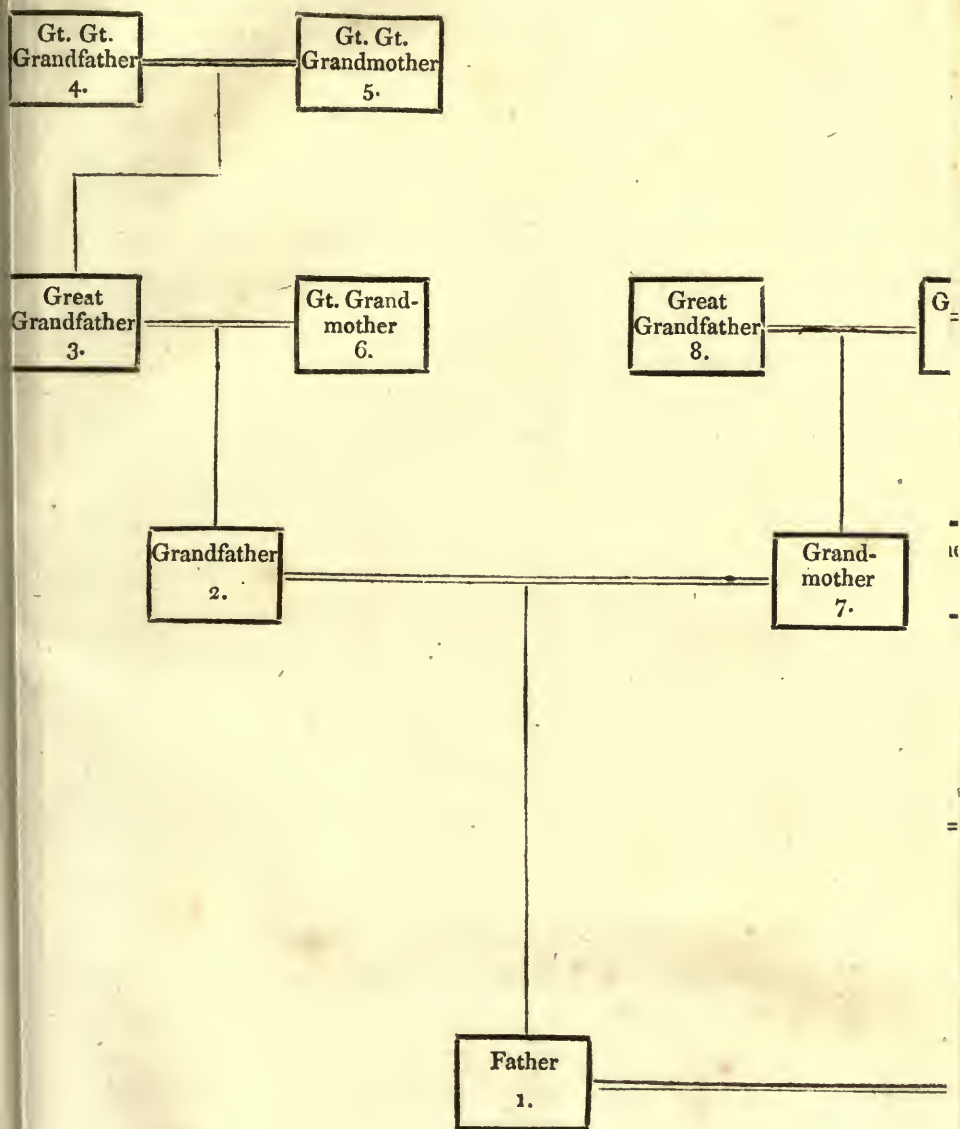 Gt. Gt.
Grandfather
4.
Gt. Gt.
Grandmother
5.
Great
Grandfather
3.
Gt. Grand-
mother
6.
Great
Grandfather
8.
G
Grandfather
2.
Grand-
mother
7.
Father
1.